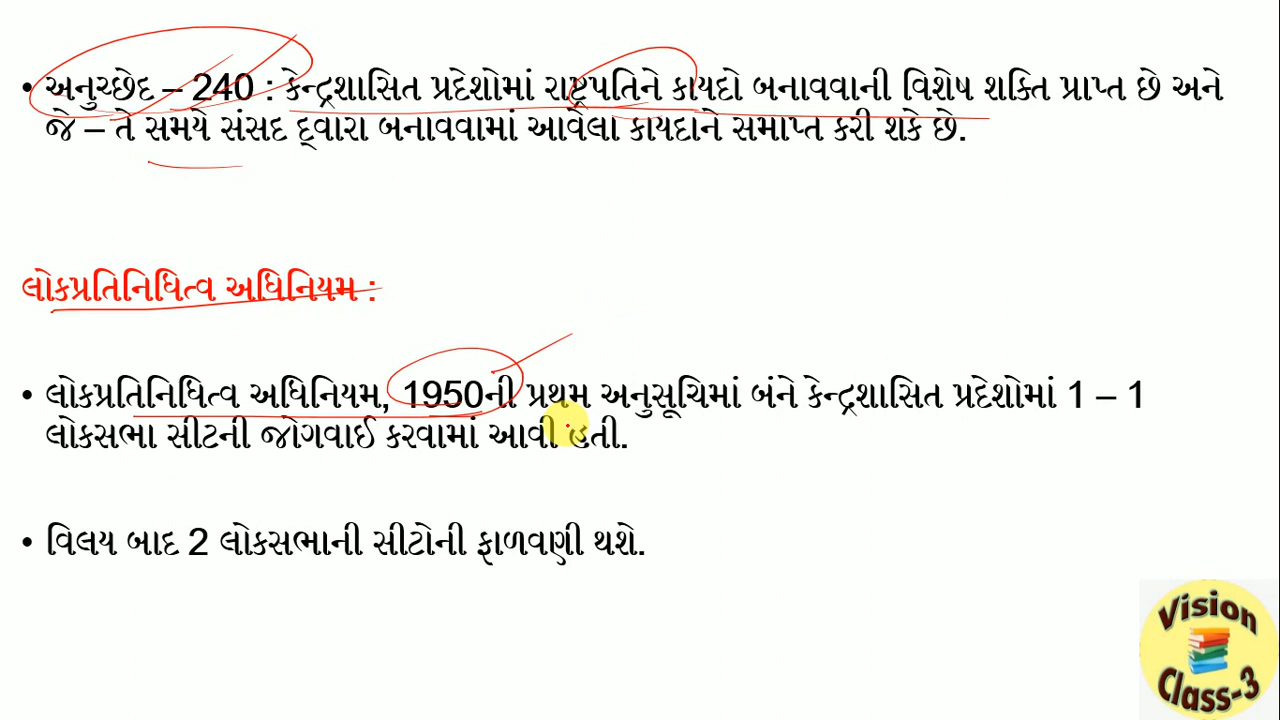 • અનુચ્છેદ – 240 : કેન્દ્રશાસિત પ્રદેશોમાં રાષ્ટ્રપતિને કાયદો બનાવવાની વિશેષ શક્તિ પ્રાપ્ત છે અને
જે – તે સમયે સંસદ દ્વારા બનાવવામાં આવેલા કાયદાને સમાપ્ત કરી શકે છે.
લોકપ્રતિનિધિત્વ અધિનિયમ :
• લોકપ્રતિનિધિત્વ અધિનિયમ, 1950ની પ્રથમ અનુસૂચિમાં બંને કેન્દ્રશાસિત પ્રદેશોમાં 1 – 1
લોકસભા સીટની જોગવાઈ કરવામાં આવી હતી.
• વિલય બાદ 2 લોકસભાની સીટોની ફાળવણી થશે.
Vision
Class-3